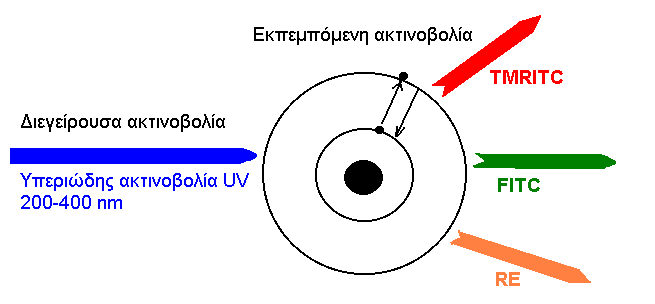 Εκπεμπόμενη ακτινοβολία
TMRITC
Διεγείρουσα ακτινοβολία
Υπεριώδης ακτινοβολία UV
200-400 nm
FITC
RE